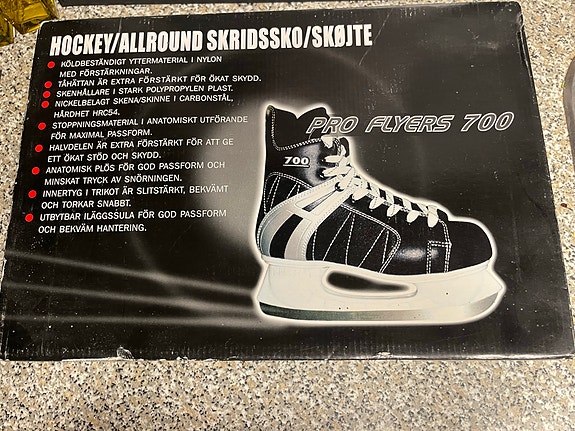 HOCKEY/ALLROUND SKRIDSSKO/SKØJTE
KÖLDBESTÄNDIGT YTTERMATERIAL I NYLON
MED FÖRSTÄRKNINGAR.
TÅHÄTTAN ÄR EXTRA FÖRSTÄRKT FÖR ÖKAT SKYDD.
SKENHÅLLARE I STARK POLYPROPYLEN PLAST.
NICKELBELAGT SKENA/SKINNE I CARBONSTÅL,
HÅRDHET HRC54.
STOPPNINGSMATERIAL I ANATOMISKT UTFÖRANDE
FÖR MAXIMAL PASSFORM.
HALVDELEN ÄR EXTRA FÖRSTÄRKT FÖR ATT GE
ETT ÖKAT STÖD OCH SKYDD.
ANATOMISK PLÖS FÖR GOD PASSFORM OCH
MINSKAT TRYCK AV SNÖRNINGEN.
INNERTYG I TRIKOT ÄR SLITSTÄRKT, BEKVÄMT
OCH TORKAR SNABBT.
UTBYTBAR ILÄGGSSULA FÖR GOD PASSFORM
OCH BEKVÄM HANTERING.
PRO FLYERS 700
700